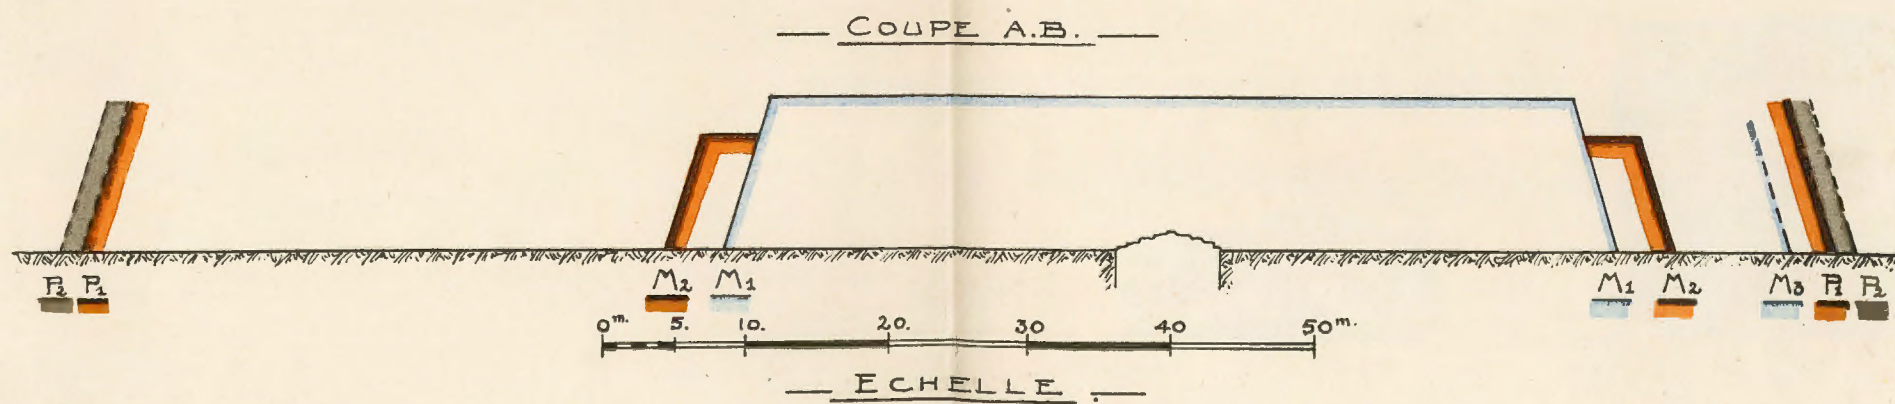 COUPE A.B.
P2 P1 M2 M1 M1 M2 M3 P1 P2
0m. 5. 10. 20. 30 40 50m.
ECHELLE